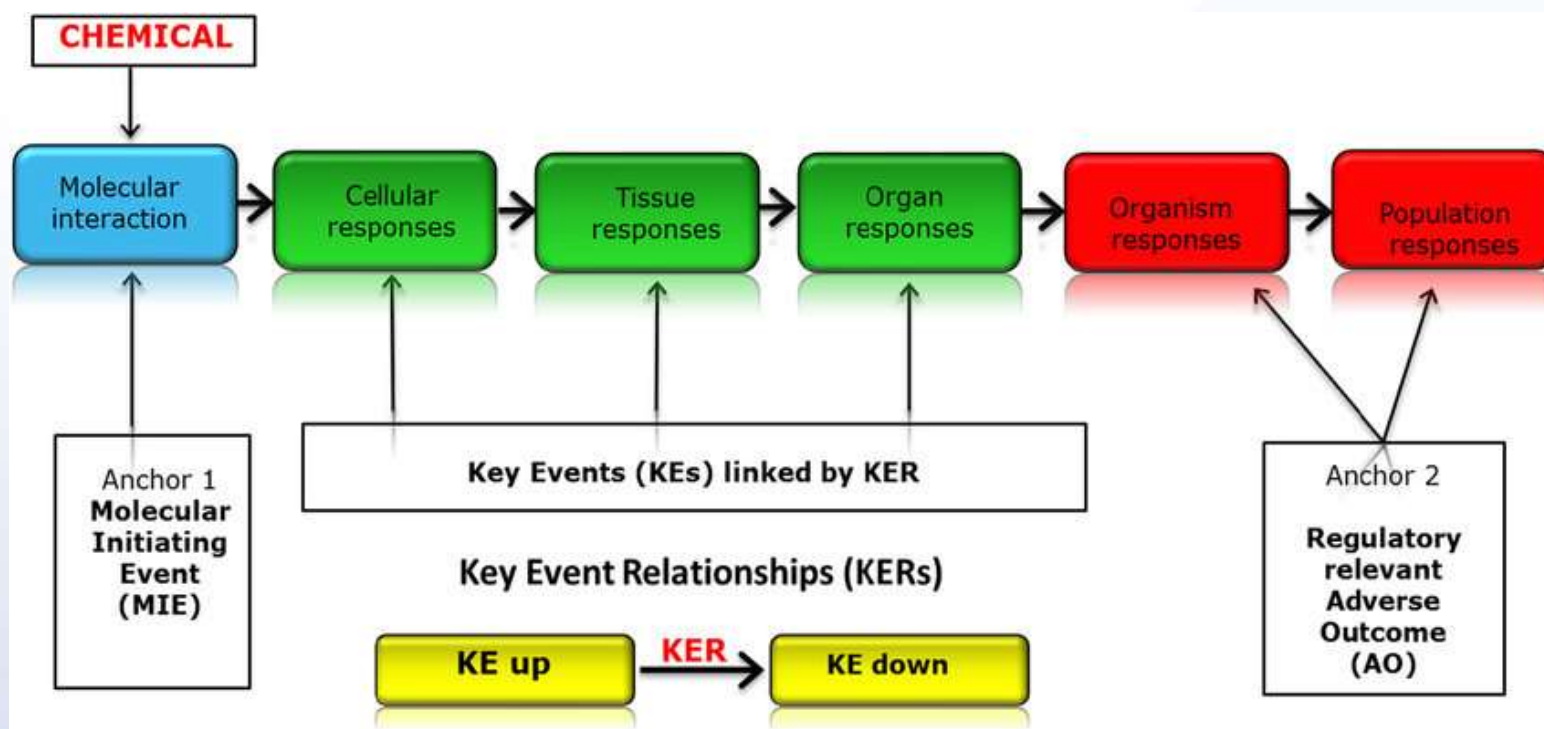 CHEMICAL
Molecular
interaction
Cellular
responses
Tissue
responses
Organ
responses
Organism
responses
Population
responses
Anchor 1
Molecular
Initiating
Event
(MIE)
Key Events (KEs) linked by KER
Anchor 2
Regulatory
relevant
Adverse
Outcome
(AO)
Key Event Relationships (KERs)
KE up
KER
KE down